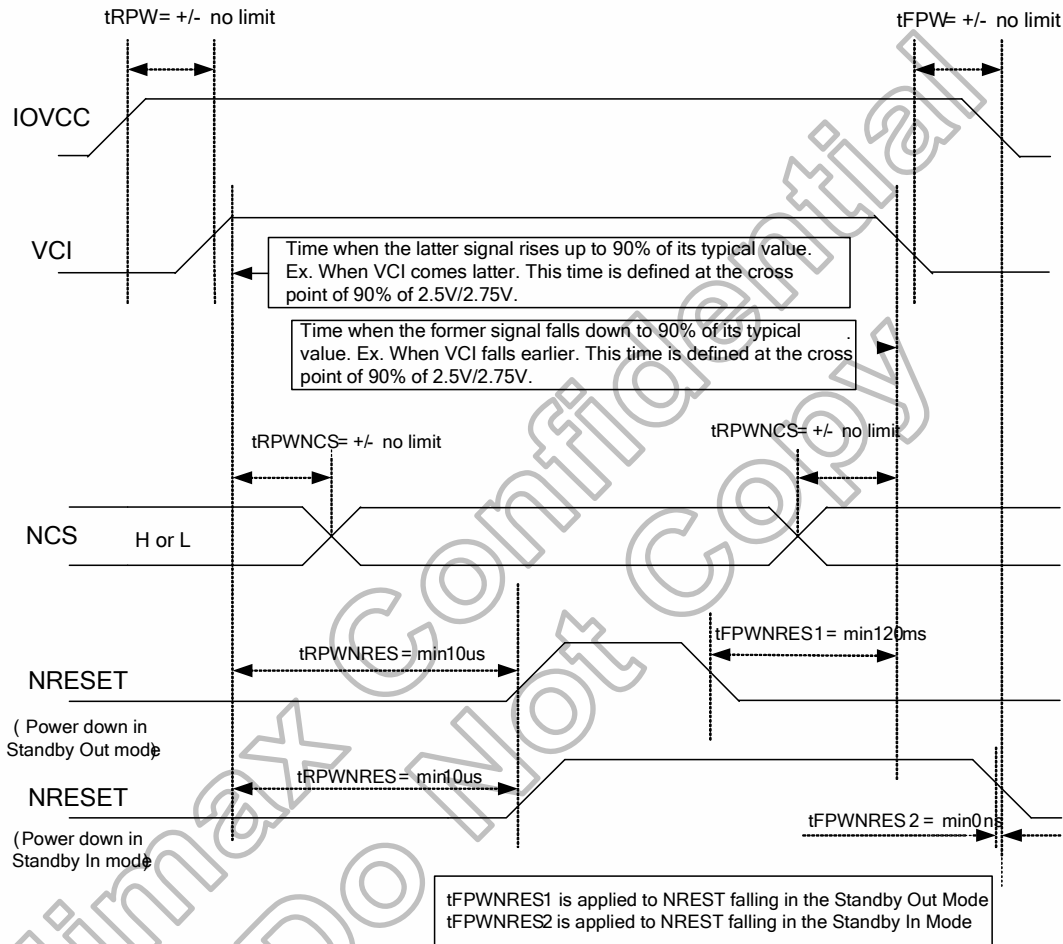 tRPW= +/- no limit
tFPW= +/- no limit
IOVCC
VCI
Time when the latter signal rises up to 90% of its typical value.
Ex. When VCI comes latter. This time is defined at the cross
point of 90% of 2.5V/2.75V.
Time when the former signal falls down to 90% of its typical .
value. Ex. When VCI falls earlier. This time is defined at the cross
point of 90% of 2.5V/2.75V.
tRPWNCS= +/- no limit
tRPWNCS= +/- no limit
NCS
H or L
tRPWNRES= min10us
tFPWNRES1= min120ms
NRESET
( Power down in
Standby Out mode)
tRPWNRES= min10us
NRESET
(Power down in
Standby In mode)
tFPWNRES2 = min0ns
tFPWNRES1 is applied to NREST falling in the Standby Out Mode
tFPWNRES2 is applied to NREST falling in the Standby In Mode
Himax Confidential
Do Not Copy